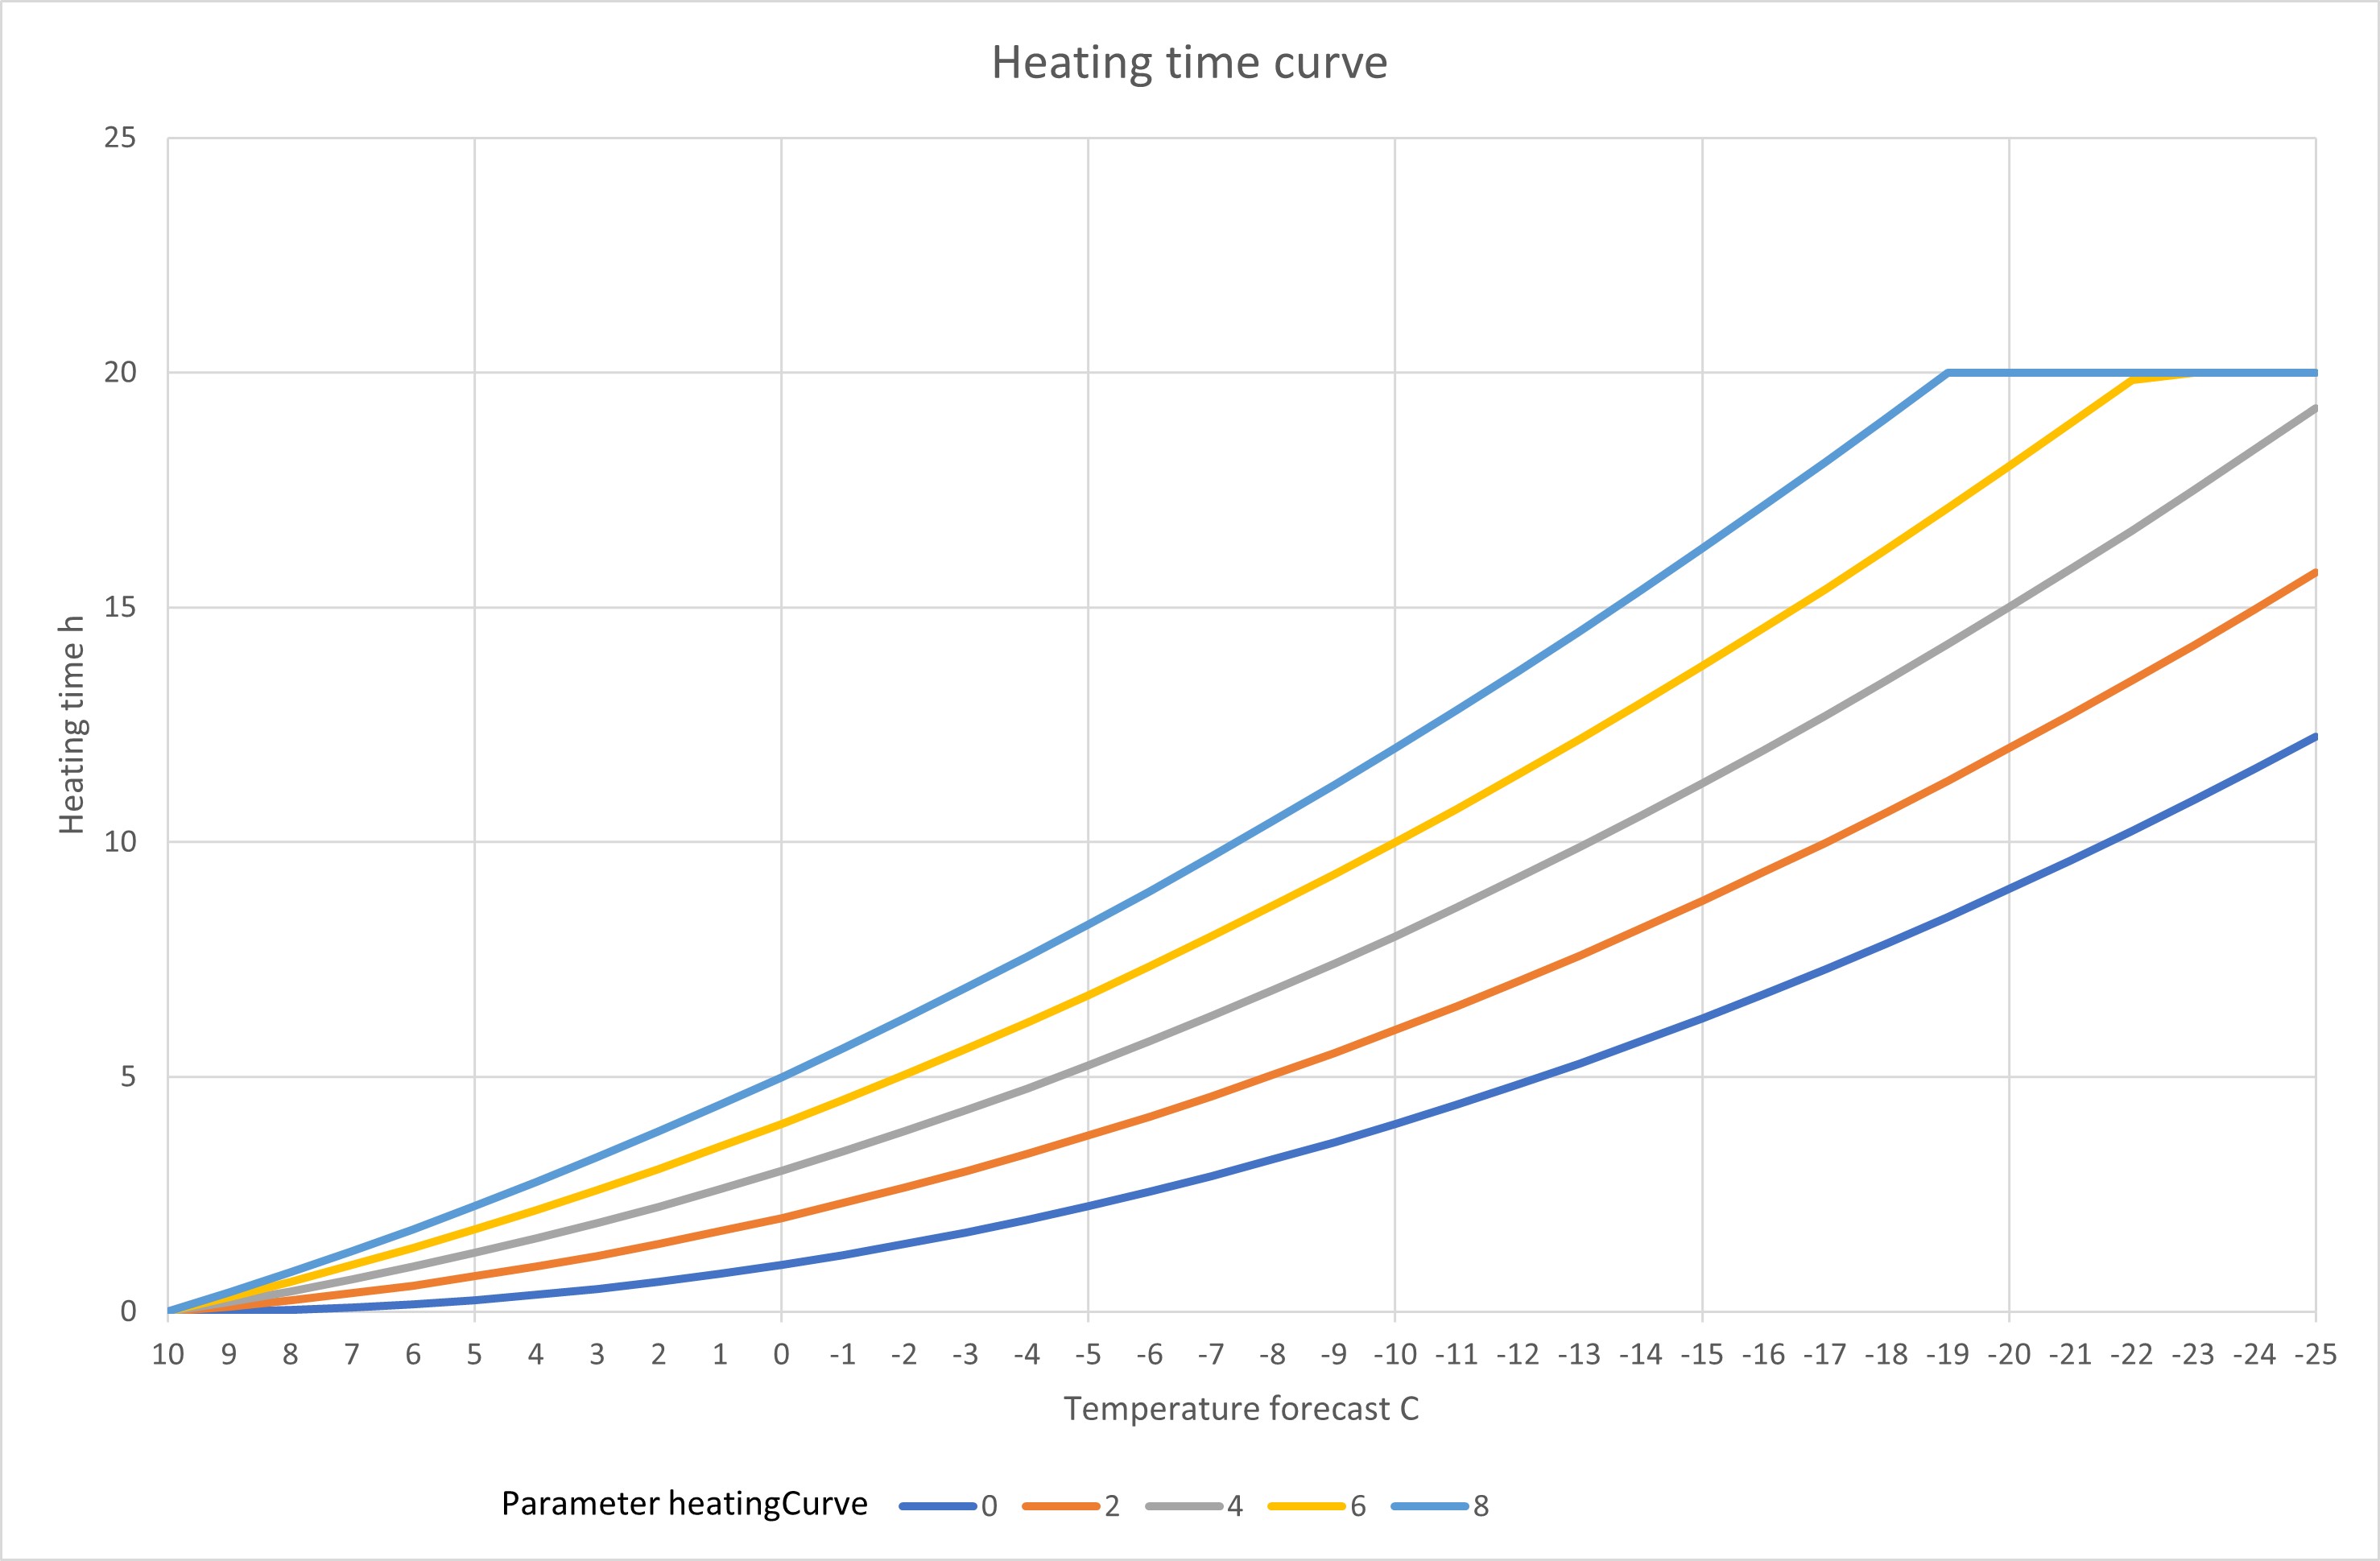 Heating time curve
25
20
15
10
5
0
Heating time h
10 9 8 7 6 5 4 3 2 1 0 -1 -2 -3 -4 -5 -6 -7 -8 -9 -10 -11 -12 -13 -14 -15 -16 -17 -18 -19 -20 -21 -22 -23 -24 -25
Temperature forecast C
Parameter heatingCurve 0 2 4 6 8